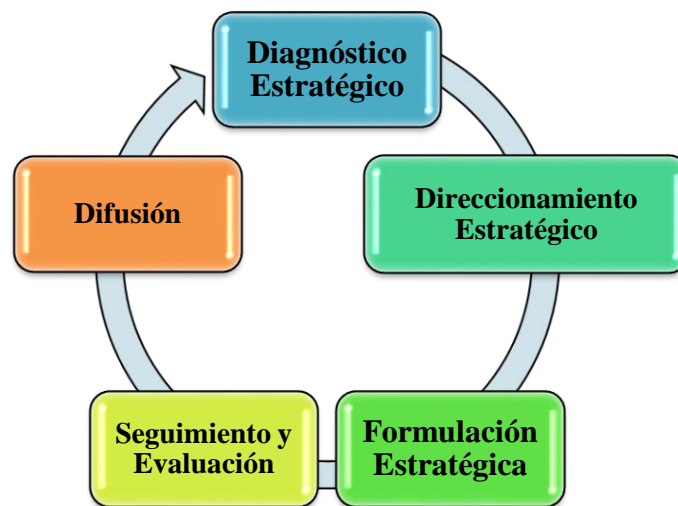 Diagnóstico
Estratégico
Direccionamiento
Estratégico
Formulación
Estratégica
Seguimiento y
Evaluación
Difusión